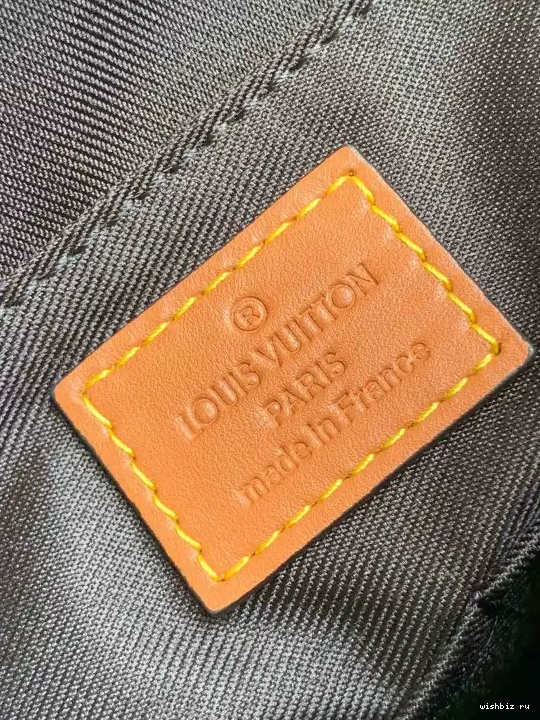 ®
LOUIS VUITTON
PARIS
made in France
wishbiz ru